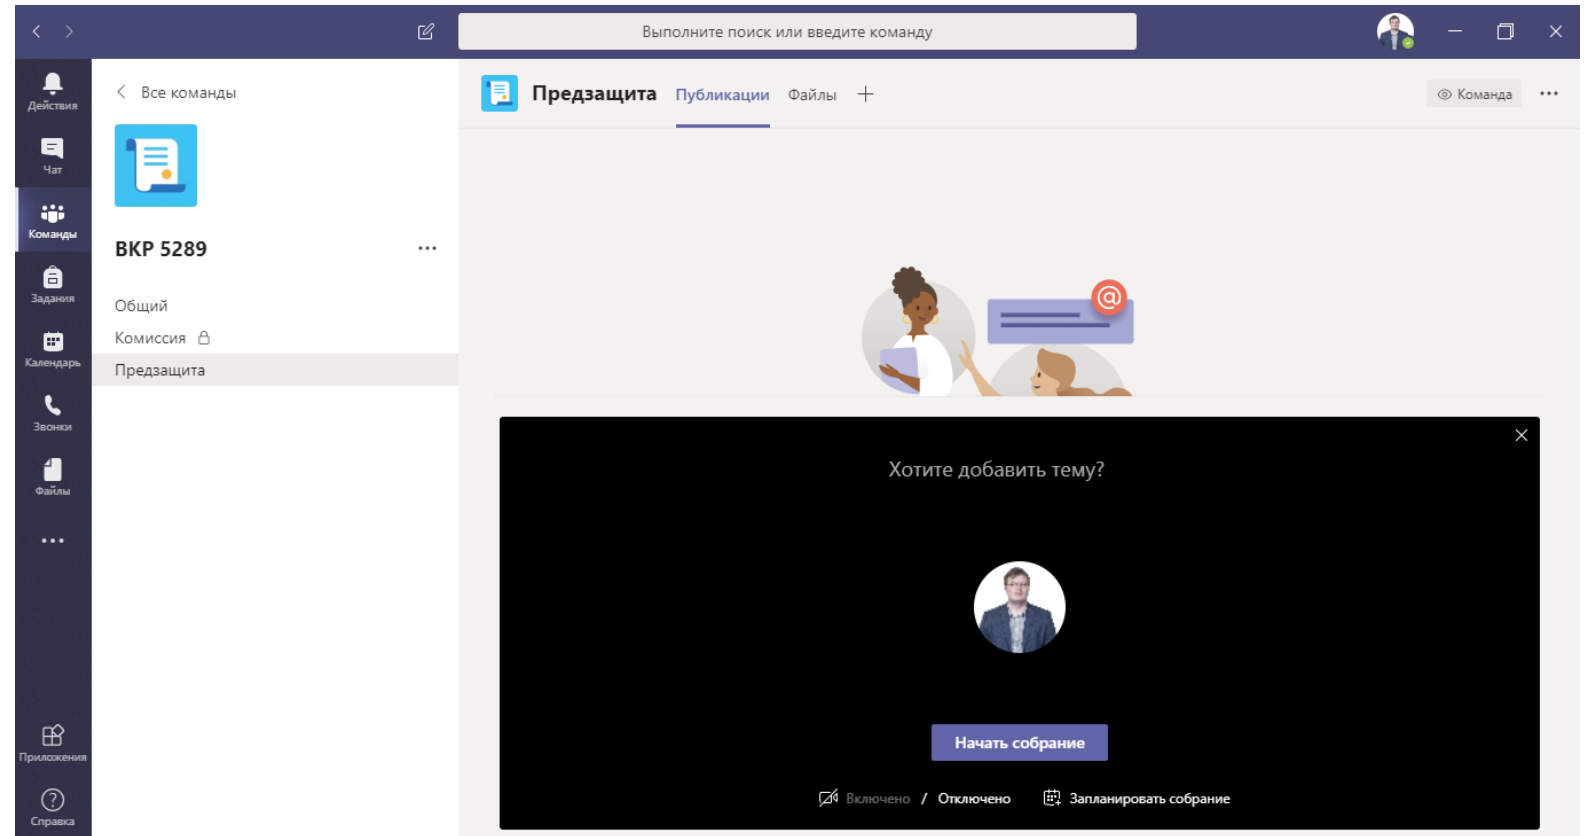 Выполните поиск или введите команду
Действия
Чат
Команды
Задания
Календарь
Звонки
Файлы
Приложения
Справка
Все команды
ВКР 5289
Общий
Комиссия
Предзащита
Предзащита Публикации Файлы
Команда
@
Хотите добавить тему?
Начать собрание
Включено / Отключено Запланировать собрание